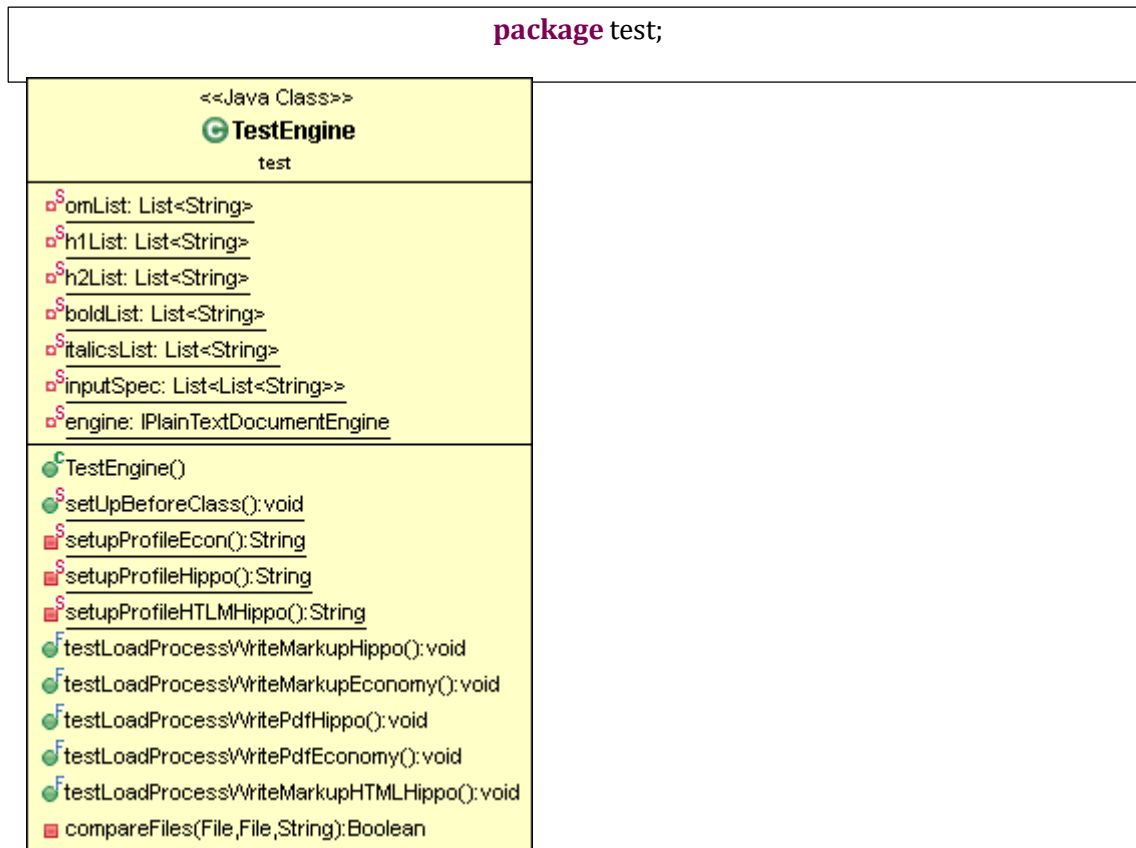 package test;
<<Java Class>>
C TestEngine
test
S omList: List<String>
S h1List: List<String>
S h2List: List<String>
S boldList: List<String>
S italicsList: List<String>
S inputSpec: List<List<String>>
S engine: IPlainTextDocumentEngine
C TestEngine()
S setUpBeforeClass():void
S setupProfileEcon():String
S setupProfileHippo():String
S setupProfileHTLMHippo():String
F testLoadProcessWriteMarkupHippo():void
F testLoadProcessWriteMarkupEconomy():void
F testLoadProcessWritePdfHippo():void
F testLoadProcessWritePdfEconomy():void
F testLoadProcessWriteMarkupHTMLHippo():void
compareFiles(File,File,String):Boolean